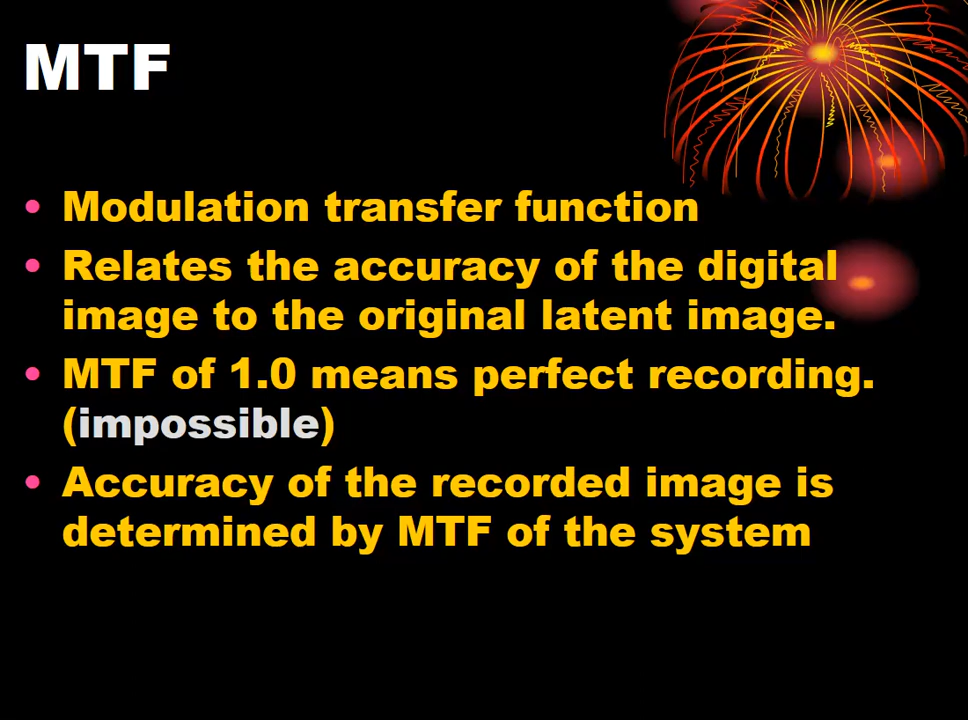 MTF
• Modulation transfer function
• Relates the accuracy of the digital
image to the original latent image.
• MTF of 1.0 means perfect recording.
(impossible)
• Accuracy of the recorded image is
determined by MTF of the system